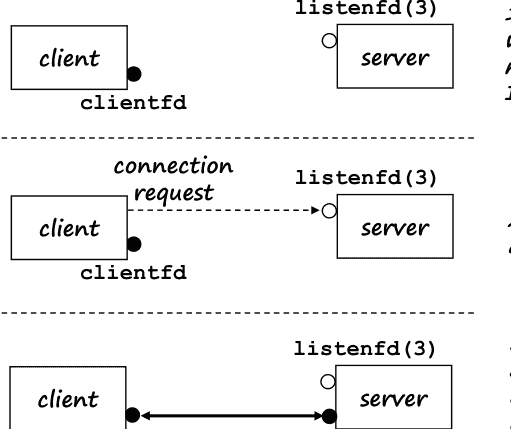 listenfd(3)
client
server
clientfd
connection
request
listenfd(3)
client
server
clientfd
listenfd(3)
client
server